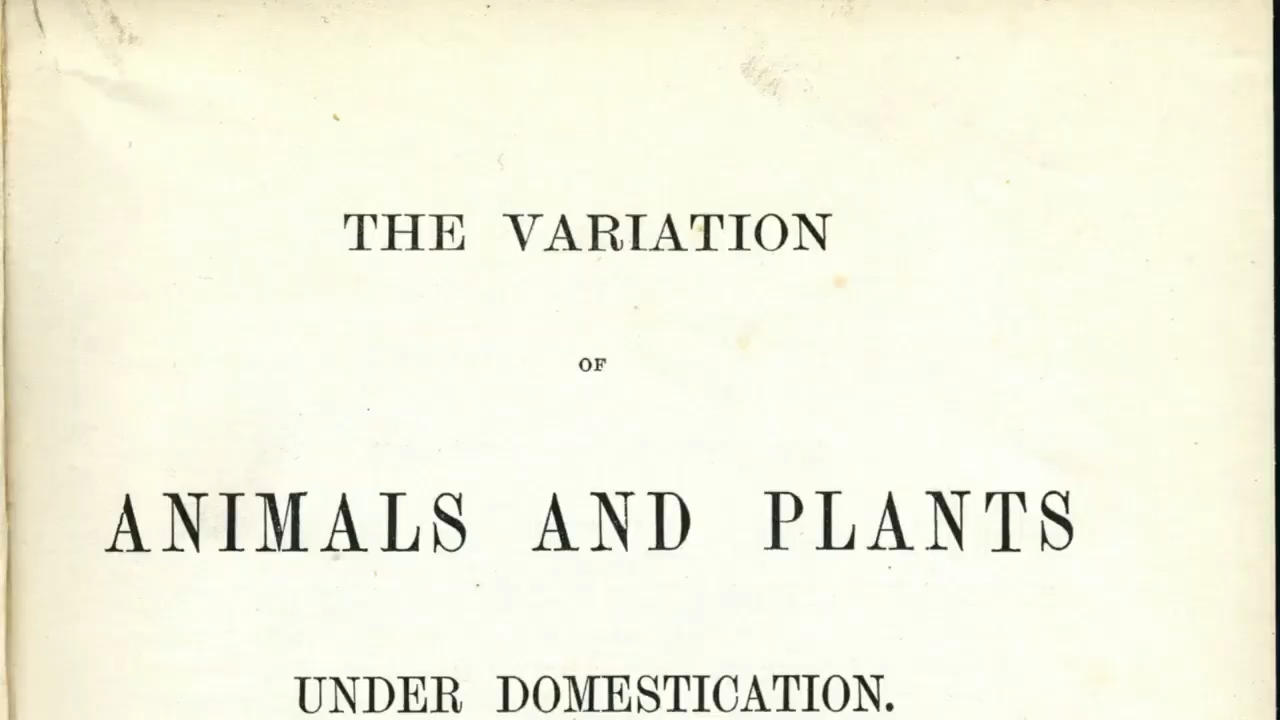 THE VARIATION
OF
ANIMALS AND PLANTS
UNDER DOMESTICATION.